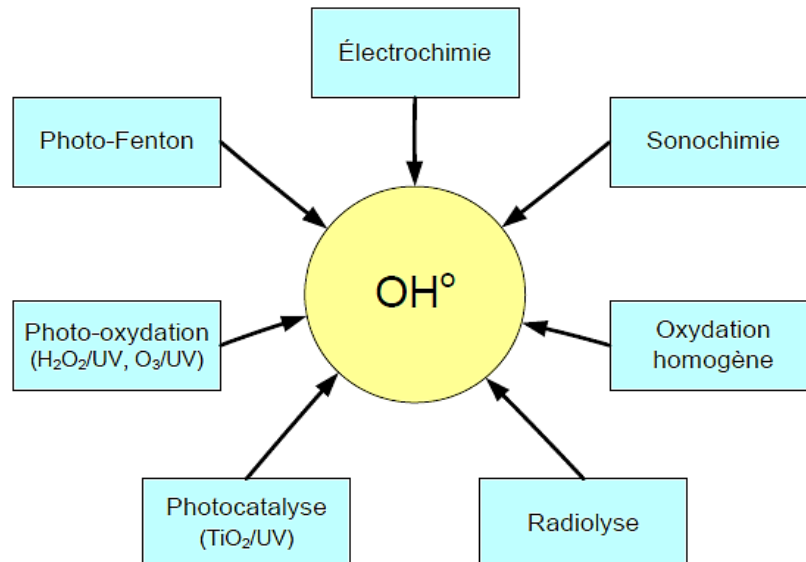 Électrochimie
Photo-Fenton
Sonochimie
OH°
Photo-oxydation
(H₂O₂/UV, O₃/UV)
Oxydation
homogène
Photocatalyse
(TiO₂/UV)
Radiolyse